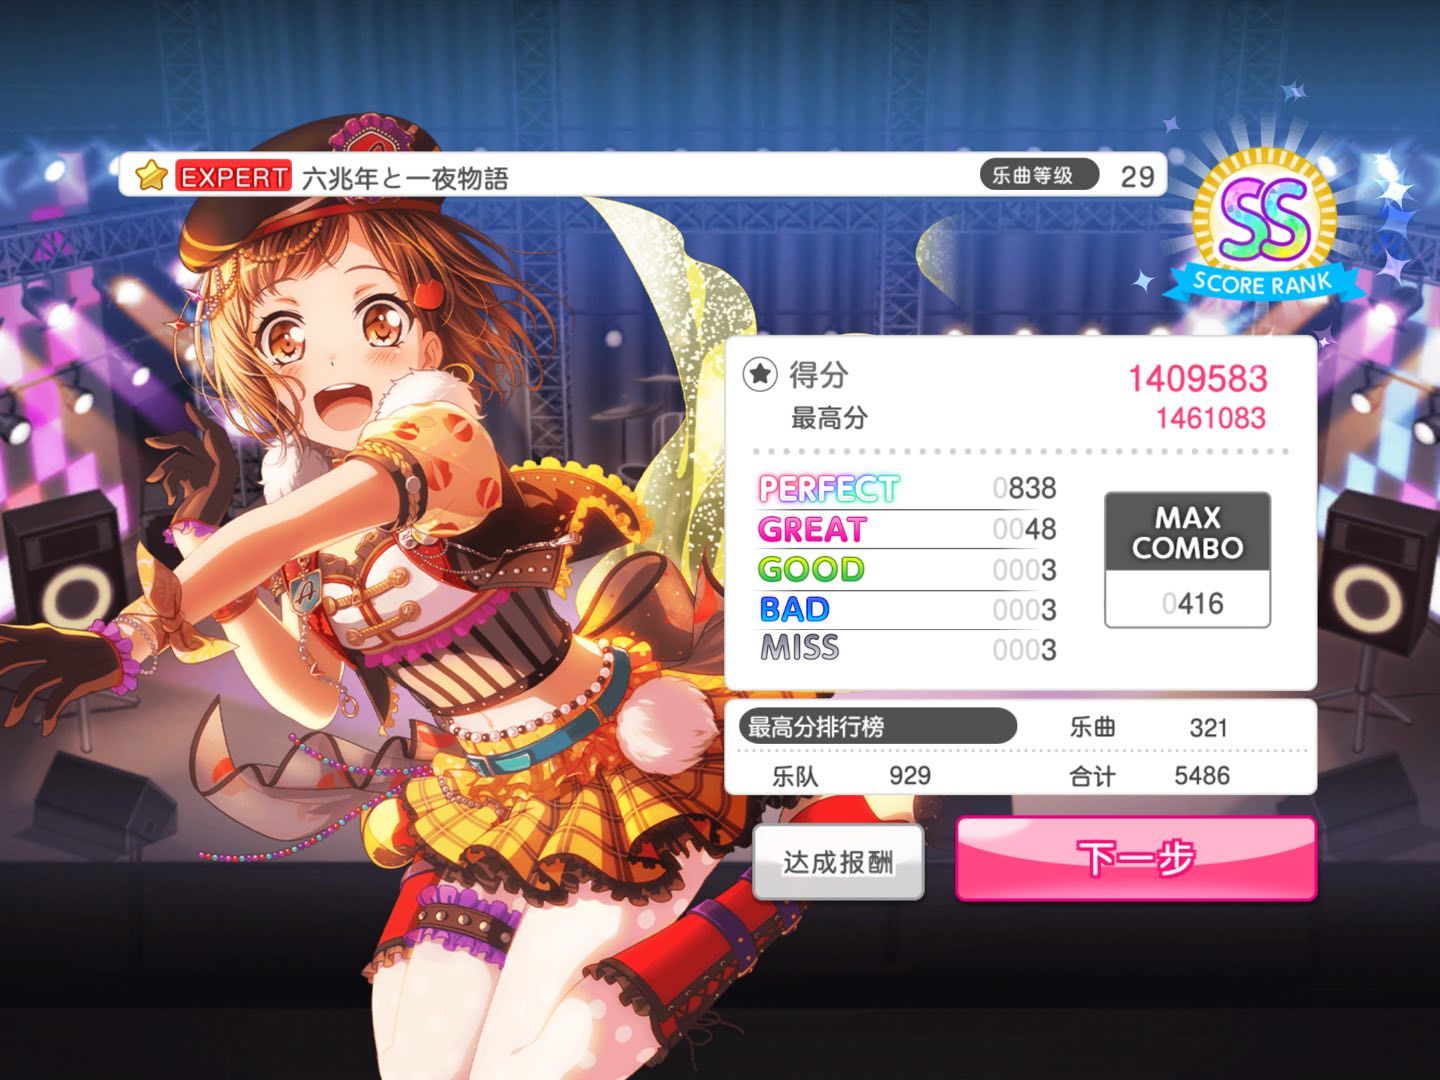 EXPERT 六兆年と一夜物語 乐曲等级 29
SS
SCORE RANK
得分 1409583
最高分 1461083
PERFECT 0838
GREAT 0048
GOOD 0003
BAD 0003
MISS 0003
MAX
COMBO
0416
最高分排行榜 乐曲 321
乐队 929 合计 5486
达成报酬 下一步